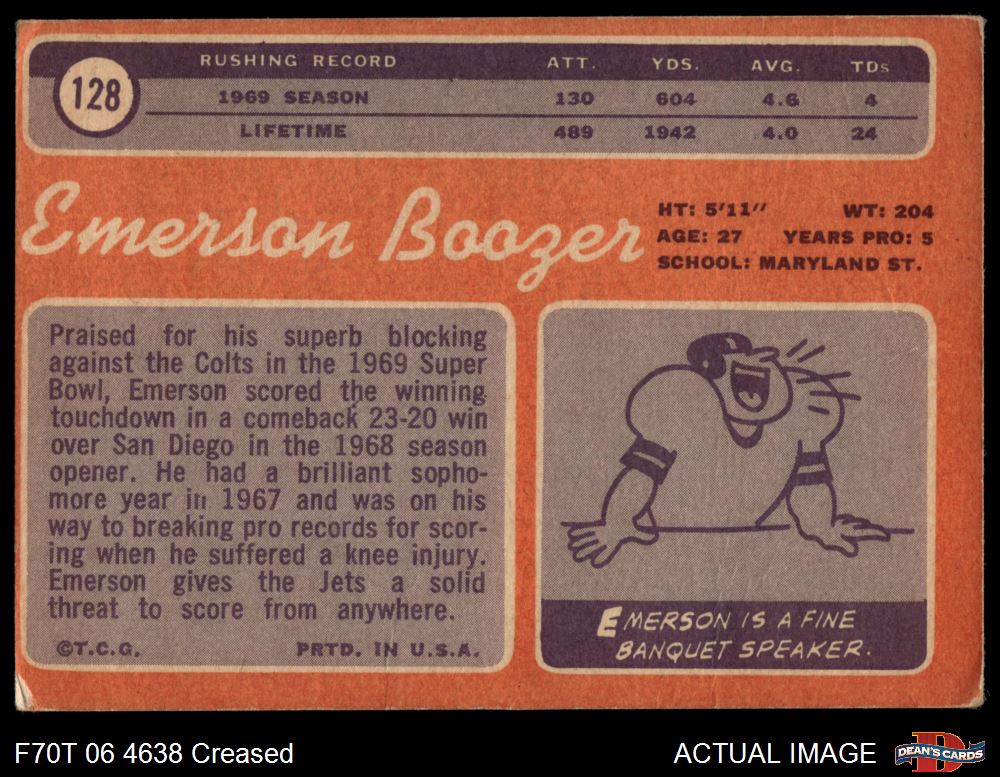 RUSHING RECORD ATT. YDS. AVG. TDs
128
1969 SEASON 130 604 4.6 4
LIFETIME 489 1942 4.0 24
Emerson Boozer
HT: 5'11" WT: 204
AGE: 27 YEARS PRO: 5
SCHOOL: MARYLAND ST.
Praised for his superb blocking
against the Colts in the 1969 Super
Bowl, Emerson scored the winning
touchdown in a comeback 23-20 win
over San Diego in the 1968 season
opener. He had a brilliant sopho-
more year in 1967 and was on his
way to breaking pro records for scor-
ing when he suffered a knee injury.
Emerson gives the Jets a solid
threat to score from anywhere.
©T.C.G. PRTD. IN U.S.A.
EMERSON IS A FINE
BANQUET SPEAKER.
F70T 06 4638 Creased
ACTUAL IMAGE
DEAN'S CARDS